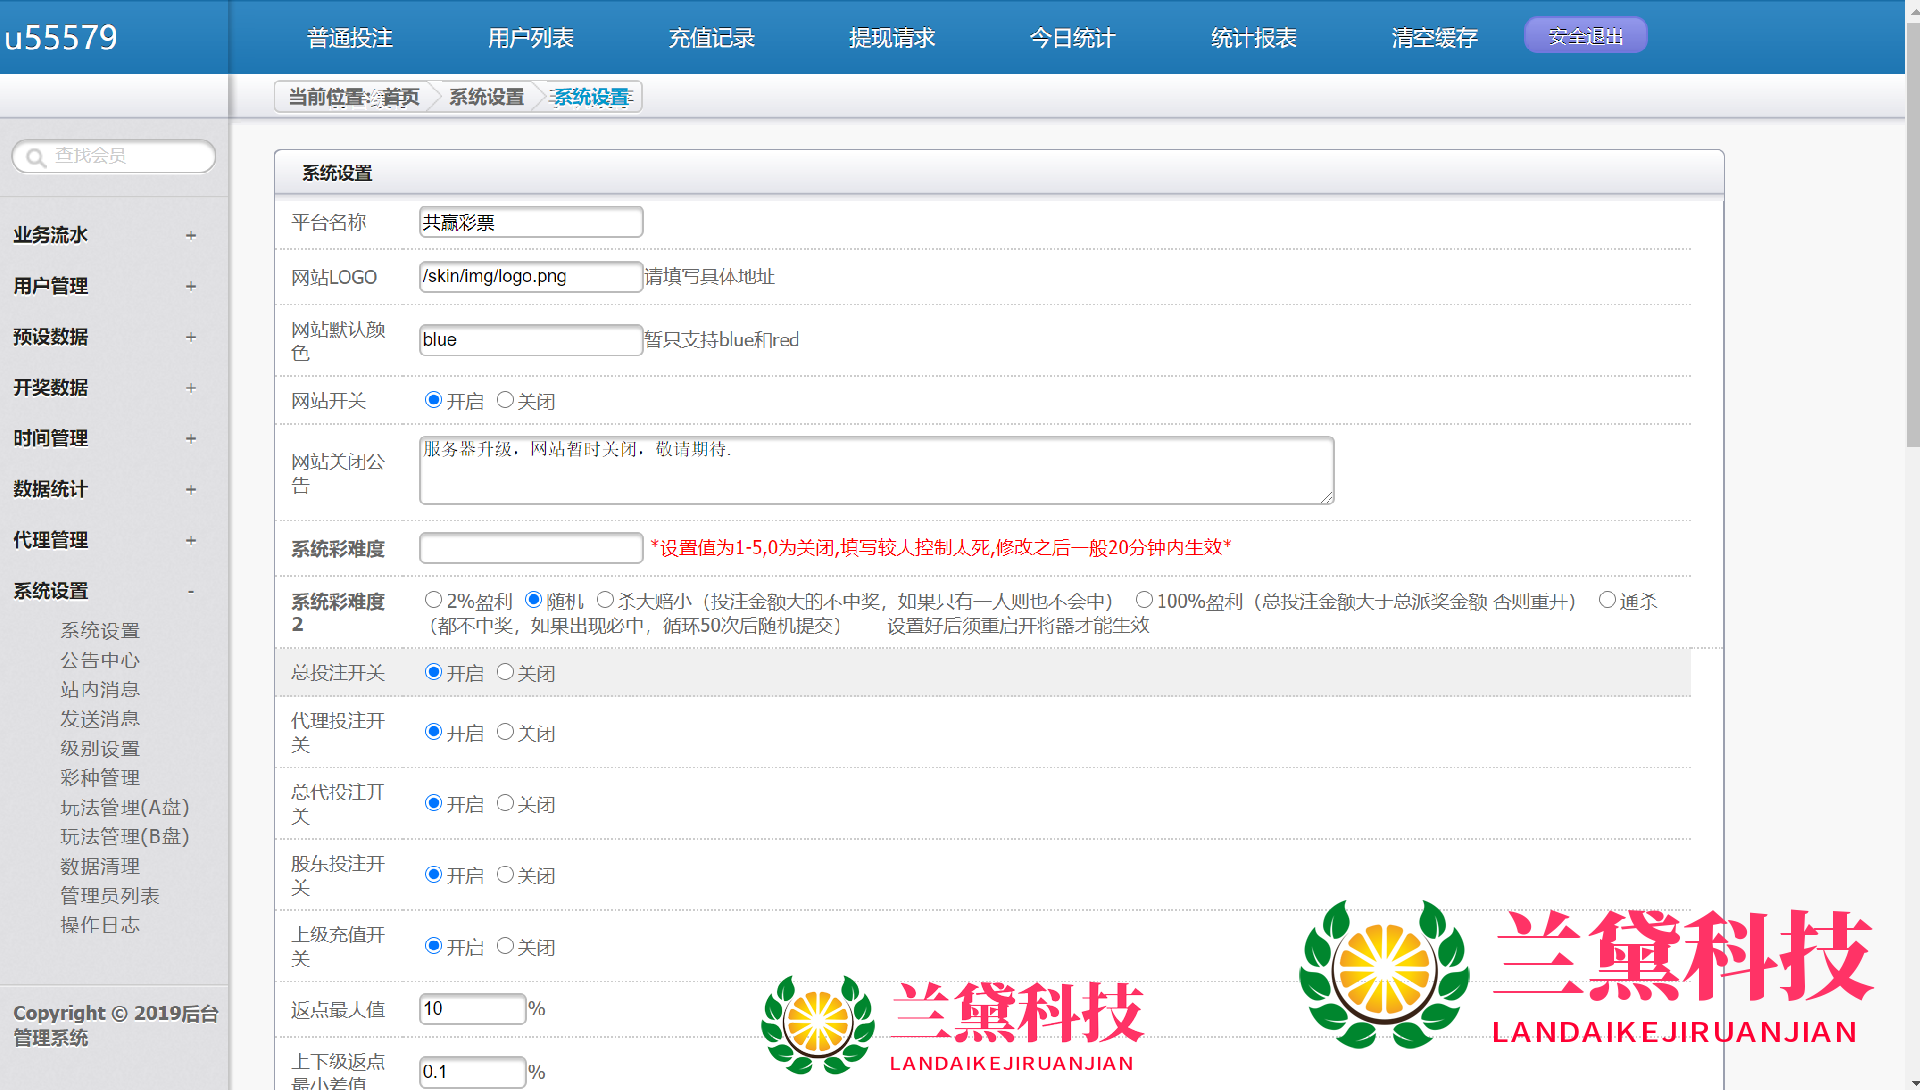 u55579
普通投注 用户列表 充值记录 提现请求 今日统计 统计报表 清空缓存 安全退出
当前位置: 首页 系统设置 系统设置
查找会员
业务流水 +
用户管理 +
预设数据 +
开奖数据 +
时间管理 +
数据统计 +
代理管理 +
系统设置 -
系统设置
公告中心
站内消息
发送消息
级别设置
彩种管理
玩法管理(A盘)
玩法管理(B盘)
数据清理
管理员列表
操作日志
Copyright © 2019后台
管理系统
系统设置
平台名称 共赢彩票
网站LOGO /skin/img/logo.png 请填写具体地址
网站默认颜
色 blue 暂只支持blue和red
网站开关 开启 关闭
网站关闭公
告 服务器升级．网站暂时关闭．敬请期待.
系统彩难度 *设置值为1-5,0为关闭,填写较大控制太死,修改之后一般20分钟内生效*
系统彩难度
2
2%盈利 随机 杀大赔小（投注金额大的不中奖，如果只有一人则也不会中） 100%盈利（总投注金额大于总派奖金额 否则重开） 通杀
（都不中奖，如果出现必中，循环50次后随机提交） 设置好后须重启开将器才能生效
总投注开关 开启 关闭
代理投注开
关 开启 关闭
总代投注开
关 开启 关闭
股东投注开
关 开启 关闭
上级充值开
关 开启 关闭
返点最大值 10 %
上下级返点
最小差值 0.1 %
兰黛科技
LANDAIKEJIRUANJIAN
兰黛科技
LANDAIKEJIRUANJIAN